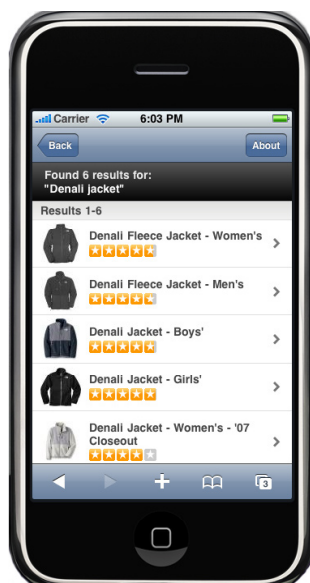 Carrier 6:03 PM
Back About
Found 6 results for:
"Denali jacket"
Results 1-6
Denali Fleece Jacket - Women's
Denali Fleece Jacket - Men's
Denali Jacket - Boys'
Denali Jacket - Girls'
Denali Jacket - Women's - '07
Closeout
3